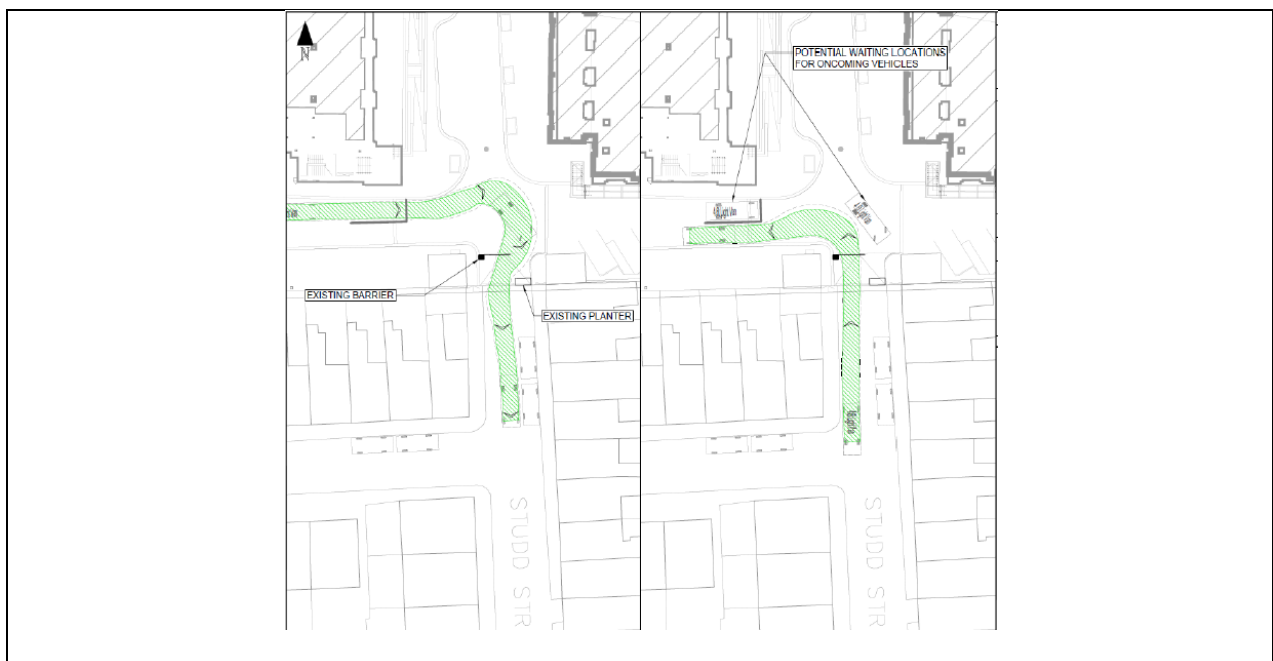 N
POTENTIAL WAITING LOCATIONS
FOR ONCOMING VEHICLES
EXISTING BARRIER
EXISTING PLANTER
STUDD STR
STUDD STR